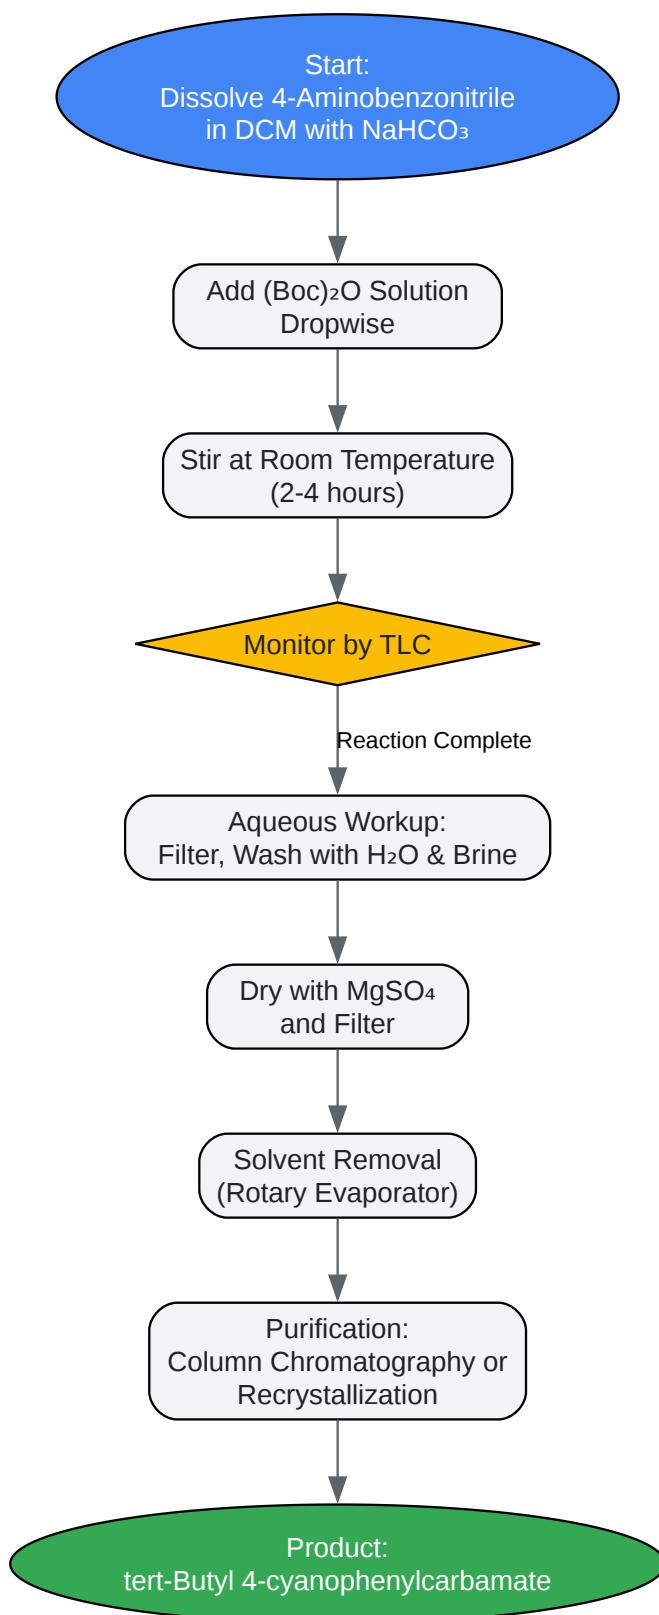 Start:
Dissolve 4-Aminobenzonitrile
in DCM with NaHCO₃
Add (Boc)₂O Solution
Dropwise
Stir at Room Temperature
(2-4 hours)
Monitor by TLC
Reaction Complete
Aqueous Workup:
Filter, Wash with H₂O & Brine
Dry with MgSO₄
and Filter
Solvent Removal
(Rotary Evaporator)
Purification:
Column Chromatography or
Recrystallization
Product:
tert-Butyl 4-cyanophenylcarbamate